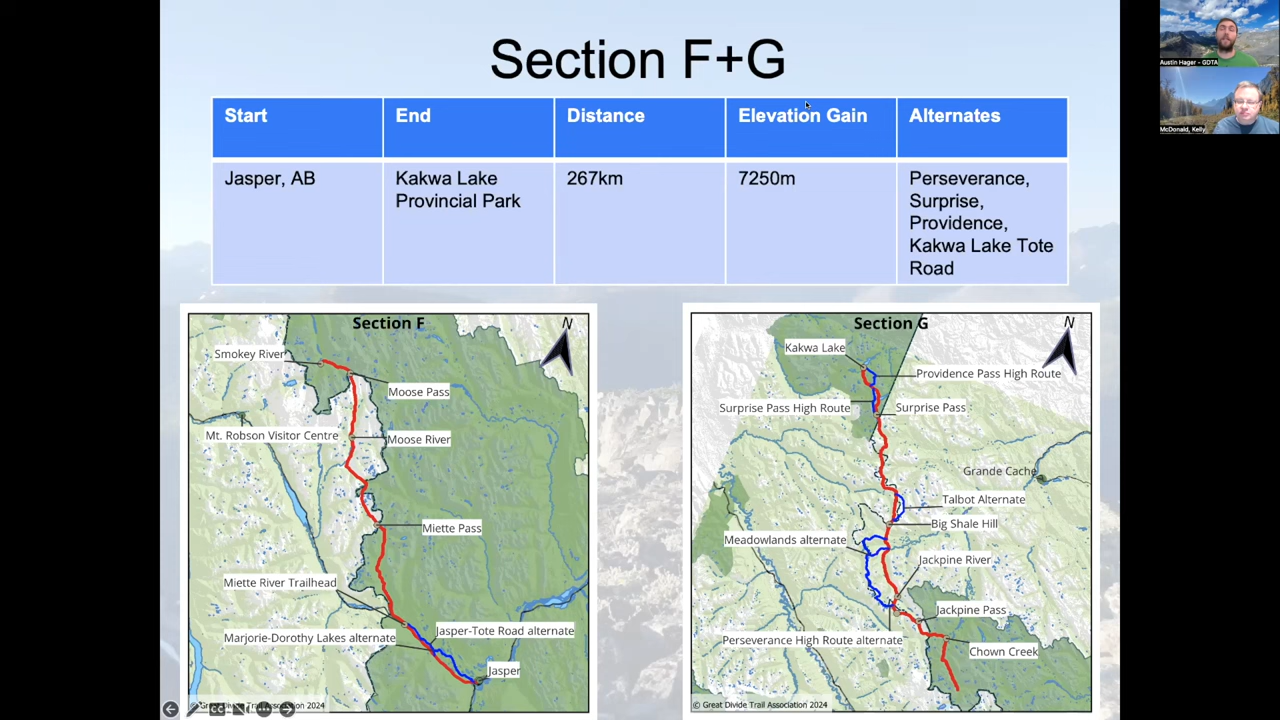 Section F+G
Start
End
Distance
Elevation Gain
Alternates
Jasper, AB
Kakwa Lake
Provincial Park
267km
7250m
Perseverance,
Surprise,
Providence,
Kakwa Lake Tote
Road
Section F
N
Smokey River
Moose Pass
Mt. Robson Visitor Centre
Moose River
Miette Pass
Miette River Trailhead
Jasper-Tote Road alternate
Marjorie-Dorothy Lakes alternate
Jasper
2024
Section G
N
Kakwa Lake
Providence Pass High Route
Surprise Pass High Route
Surprise Pass
Grande Cache
Talbot Alternate
Big Shale Hill
Meadowlands alternate
Jackpine River
Jackpine Pass
Perseverance High Route alternate
Chown Creek
© Great Divide Trail Association 2024
Austin Hager - GDTA
McDonald, Kelly